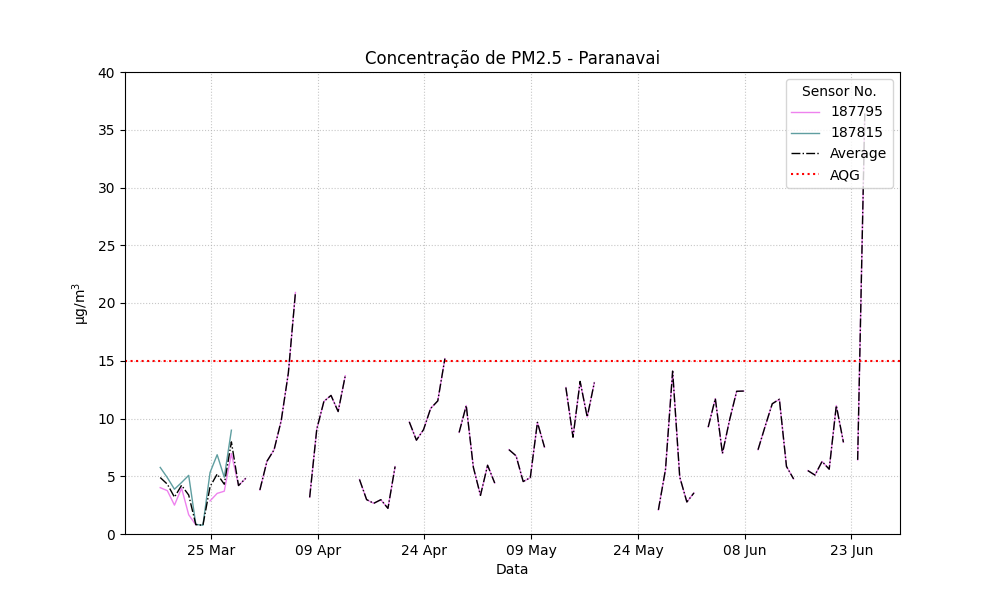 Concentração de PM2.5 - Paranavai
40
35
30
25
20
15
10
5
0
µg/m³
Sensor No.
187795
187815
Average
AQG
25 Mar
09 Apr
24 Apr
09 May
24 May
08 Jun
23 Jun
Data